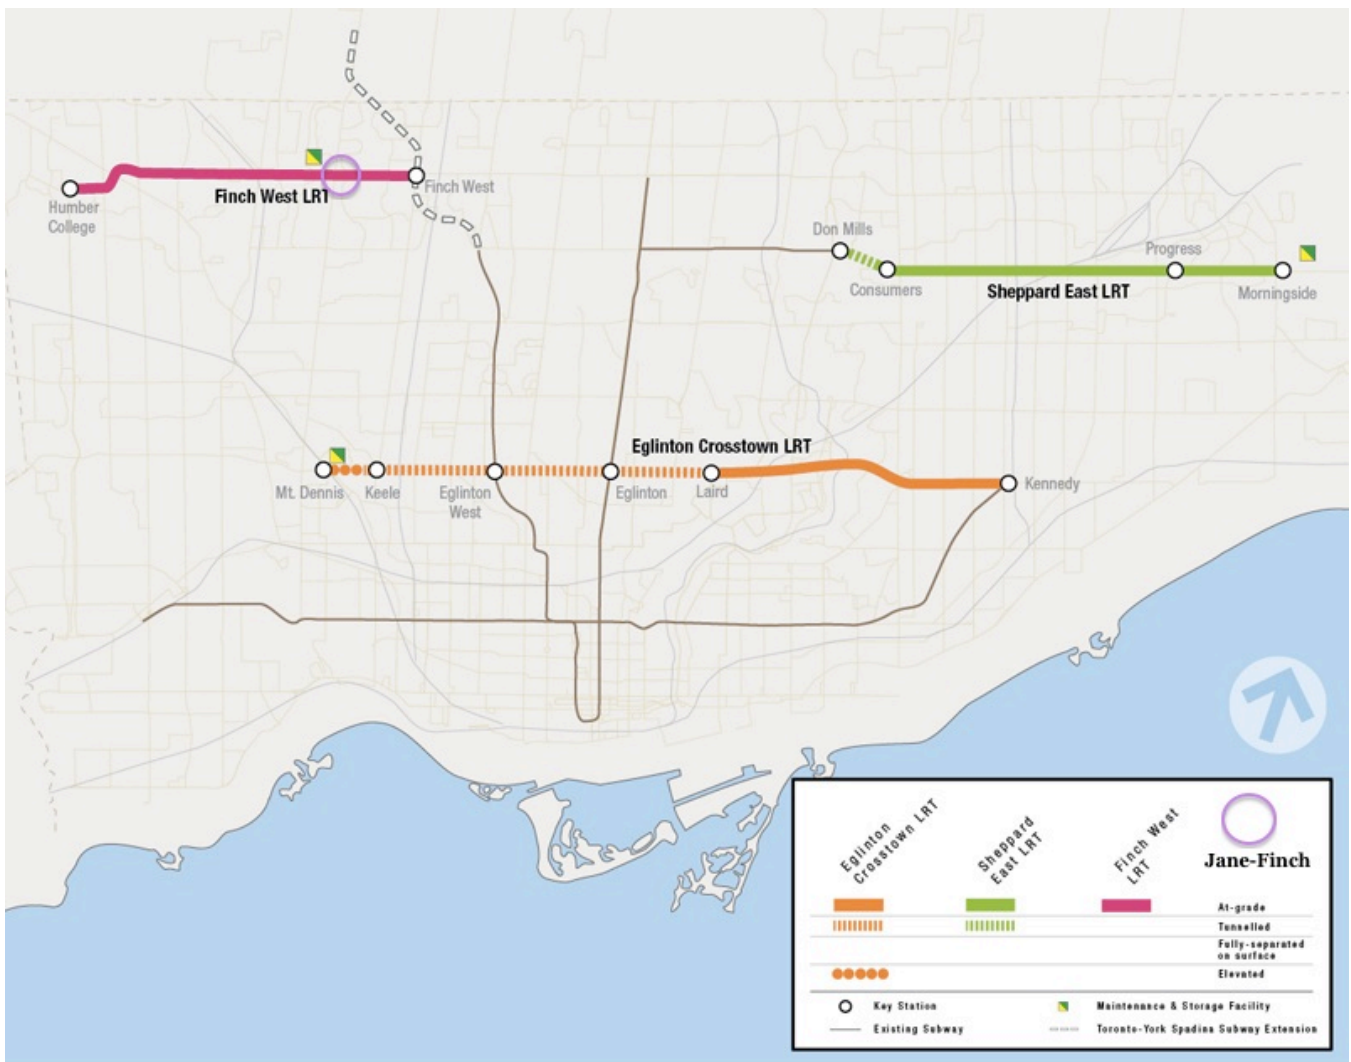 Finch West
Finch West LRT
Humber
College
Don Mills
Progress
Consumers
Sheppard East LRT
Morningside
Eglinton Crosstown LRT
Mt. Dennis
Keele
Eglinton
West
Eglinton
Laird
Kennedy
Eglinton
Crosstown LRT
Sheppard
East LRT
Finch West
LRT
Jane-Finch
At-grade
Tunnelled
Fully-separated
on surface
Elevated
Key Station
Maintenance & Storage Facility
Existing Subway
Toronto-York Spadina Subway Extension